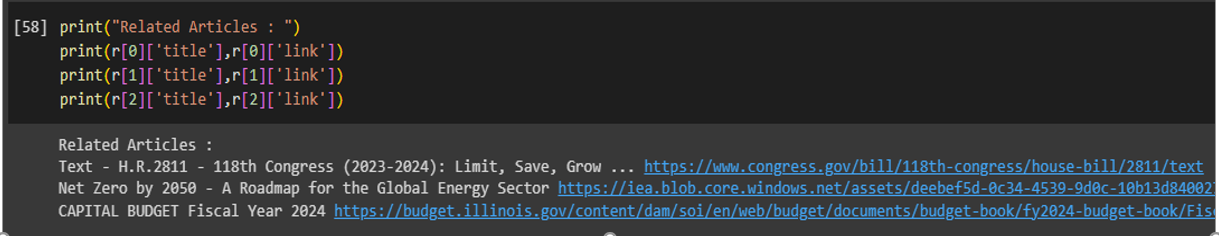 [58] print("Related Articles : ")
print(r[0]['title'],r[0]['link'])
print(r[1]['title'],r[1]['link'])
print(r[2]['title'],r[2]['link'])
Related Articles :
Text - H.R.2811 - 118th Congress (2023-2024): Limit, Save, Grow ... https://www.congress.gov/bill/118th-congress/house-bill/2811/text
Net Zero by 2050 - A Roadmap for the Global Energy Sector https://iea.blob.core.windows.net/assets/deebef5d-0c34-4539-9d0c-10b13d840027
CAPITAL BUDGET Fiscal Year 2024 https://budget.illinois.gov/content/dam/soi/en/web/budget/documents/budget-book/fy2024-budget-book/Fisc